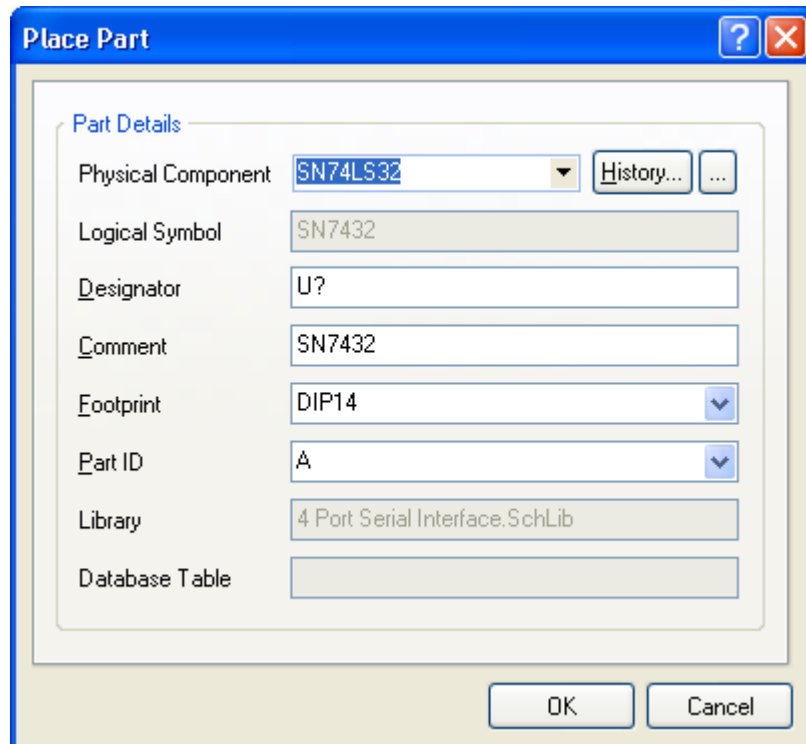 Place Part
Part Details
Physical Component SN74LS32 History... ...
Logical Symbol SN7432
Designator U?
Comment SN7432
Footprint DIP14
Part ID A
Library 4 Port Serial Interface.SchLib
Database Table
OK Cancel